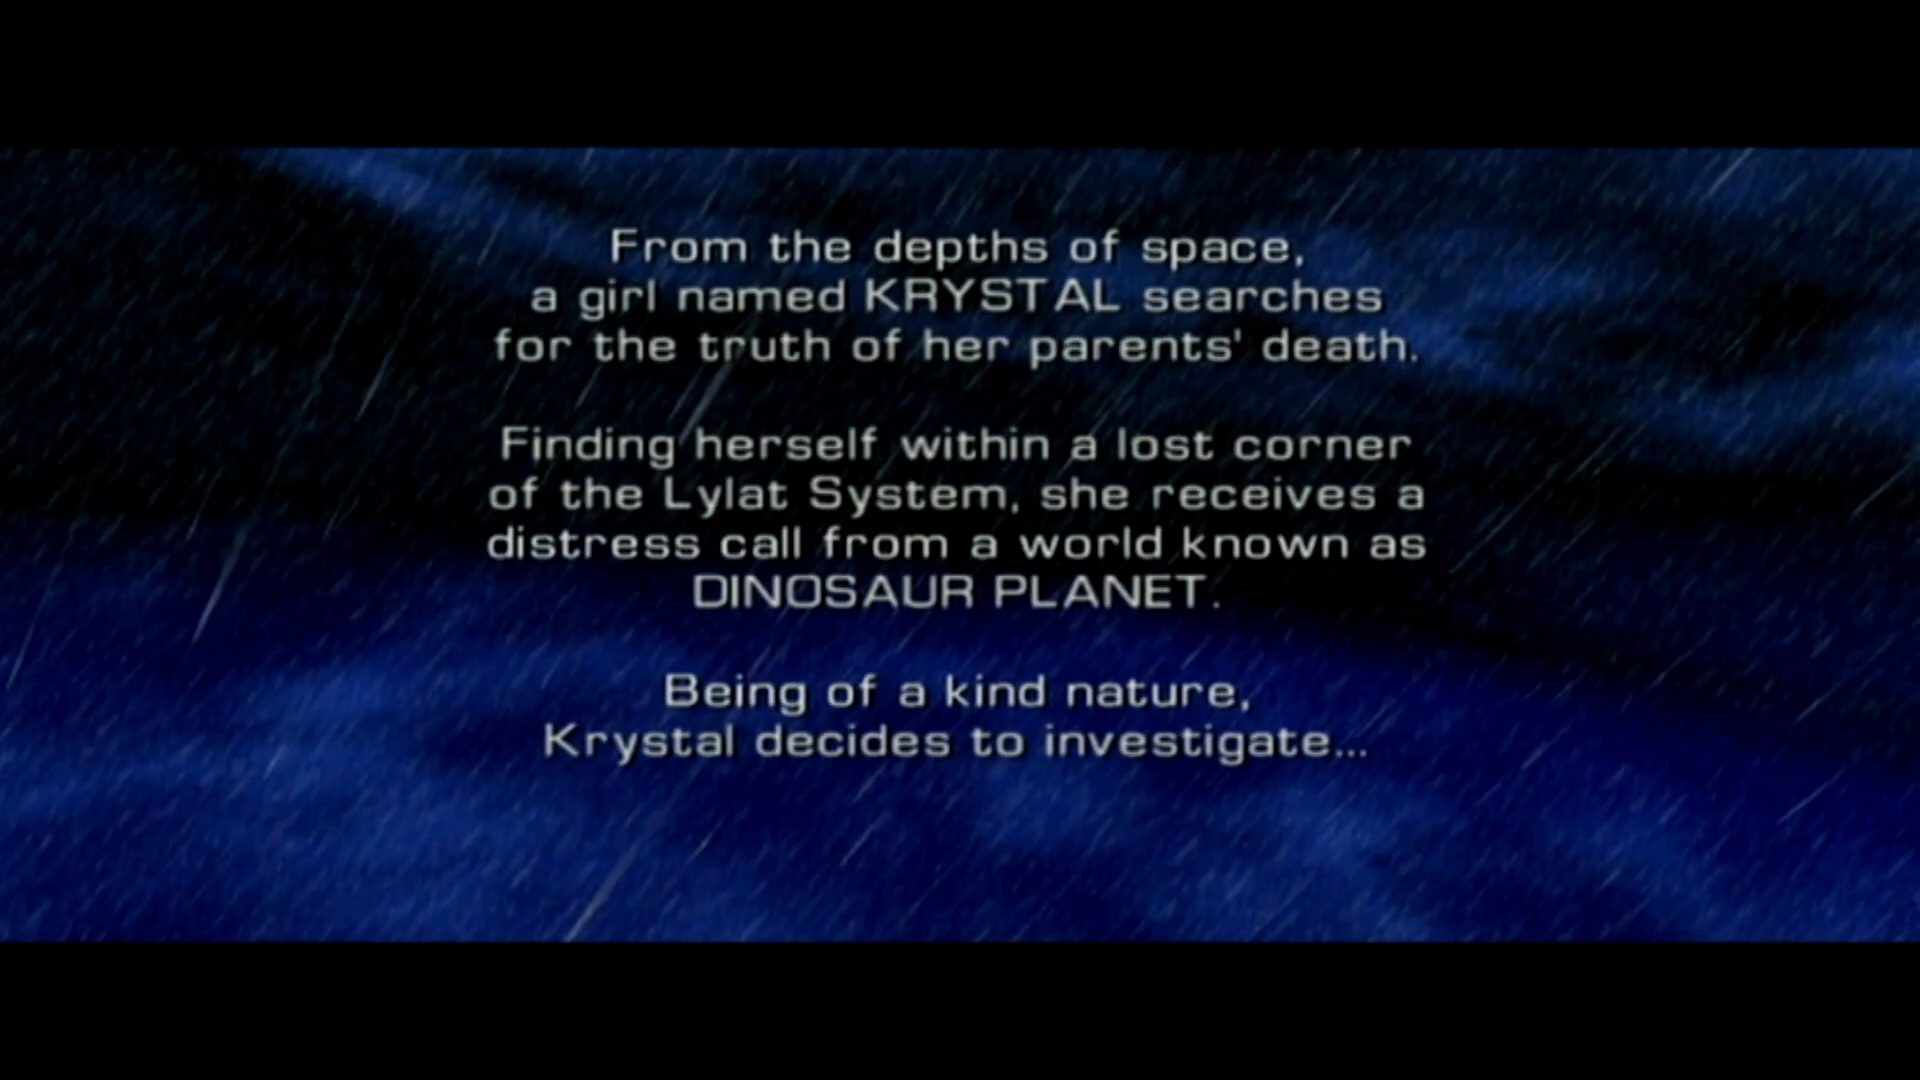 From the depths of space,
a girl named KRYSTAL searches
for the truth of her parents' death.
Finding herself within a lost corner
of the Lylat System, she receives a
distress call from a world known as
DINOSAUR PLANET.
Being of a kind nature,
Krystal decides to investigate...